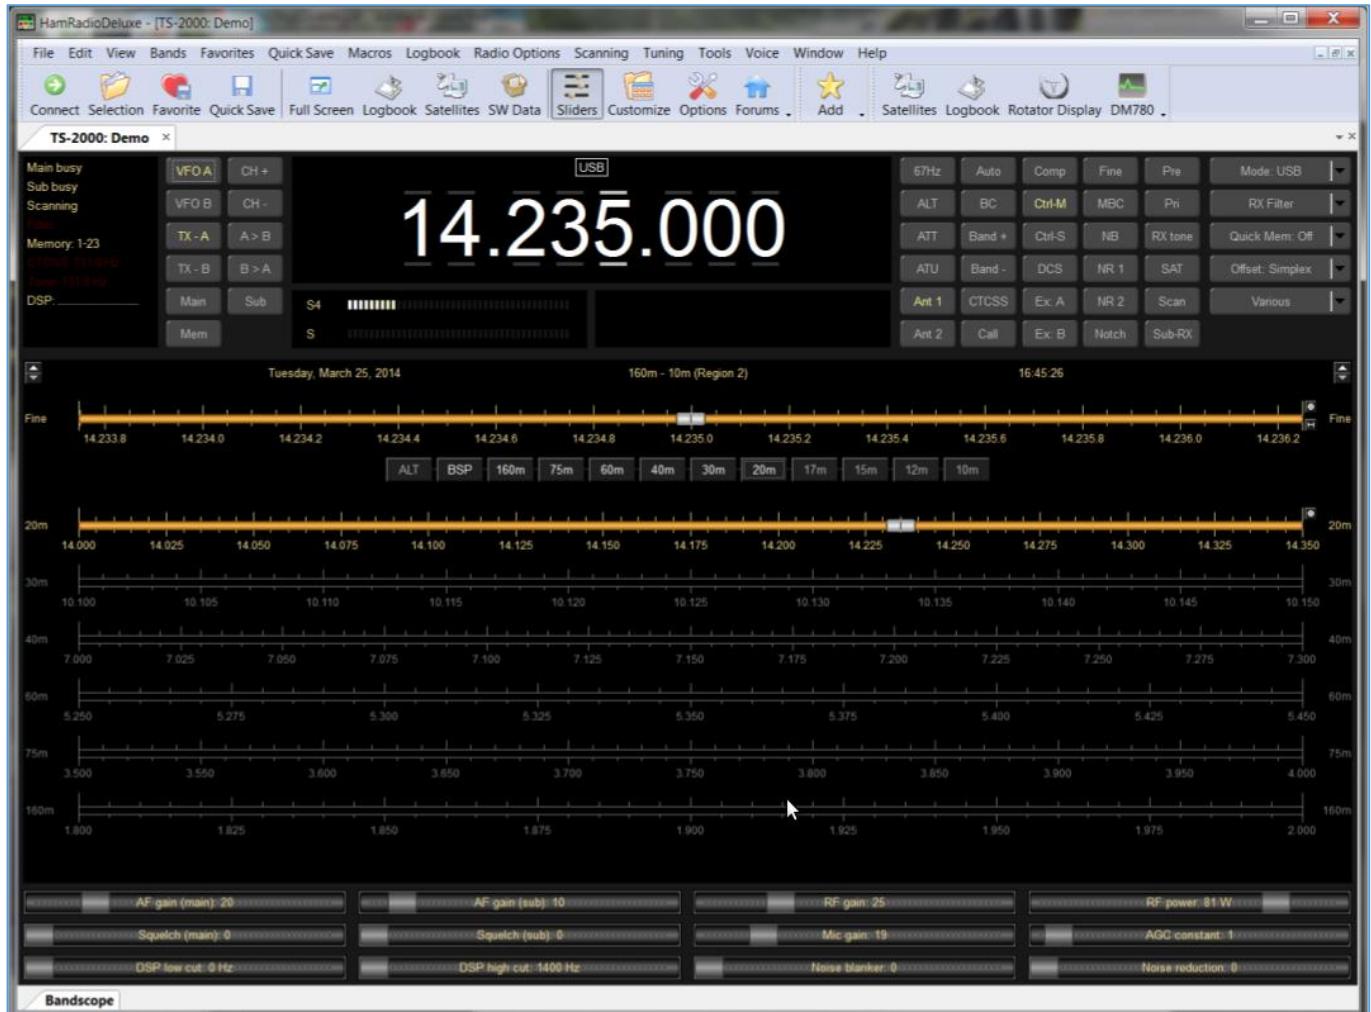 HamRadioDeluxe - [TS-2000: Demo]
File Edit View Bands Favorites Quick Save Macros Logbook Radio Options Scanning Tuning Tools Voice Window Help
Connect Selection Favorite Quick Save Full Screen Logbook Satellites SW Data Sliders Customize Options Forums Add Satellites Logbook Rotator Display DM780
TS-2000: Demo
Main busy
Sub busy
Scanning
Memory: 1-23
DSP:
VFO A CH +
VFO B CH -
TX - A A > B
TX - B B > A
Main Sub
Mem
USB
14.235.000
S4
S
67Hz Auto Comp Fine Pre Mode: USB
ALT BC Ctrl-M MBC Pri RX Filter
ATT Band + Ctrl-S NB RX tone Quick Mem: Off
ATU Band - DCS NR 1 SAT Offset: Simplex
Ant 1 CTCSS Ex: A NR 2 Scan Various
Ant 2 Call Ex: B Notch Sub-RX
Tuesday, March 25, 2014 160m - 10m (Region 2) 16:45:26
Fine Fine
14.233.8 14.234.0 14.234.2 14.234.4 14.234.6 14.234.8 14.235.0 14.235.2 14.235.4 14.235.6 14.235.8 14.236.0 14.236.2
ALT BSP 160m 75m 60m 40m 30m 20m 17m 15m 12m 10m
20m 20m
14.000 14.025 14.050 14.075 14.100 14.125 14.150 14.175 14.200 14.225 14.250 14.275 14.300 14.325 14.350
30m 30m
10.100 10.105 10.110 10.115 10.120 10.125 10.130 10.135 10.140 10.145 10.150
40m 40m
7.000 7.025 7.050 7.075 7.100 7.125 7.150 7.175 7.200 7.225 7.250 7.275 7.300
60m 60m
5.250 5.275 5.300 5.325 5.350 5.375 5.400 5.425 5.450
75m 75m
3.500 3.550 3.600 3.650 3.700 3.750 3.800 3.850 3.900 3.950 4.000
160m 160m
1.800 1.825 1.850 1.875 1.900 1.925 1.950 1.975 2.000
AF gain (main): 20 AF gain (sub): 10 RF gain: 25 RF power: 81 W
Squelch (main): 0 Squelch (sub): 0 Mic gain: 19 AGC constant: 1
DSP low cut: 0 Hz DSP high cut: 1400 Hz Noise blanker: 0 Noise reduction: 0
Bandscope